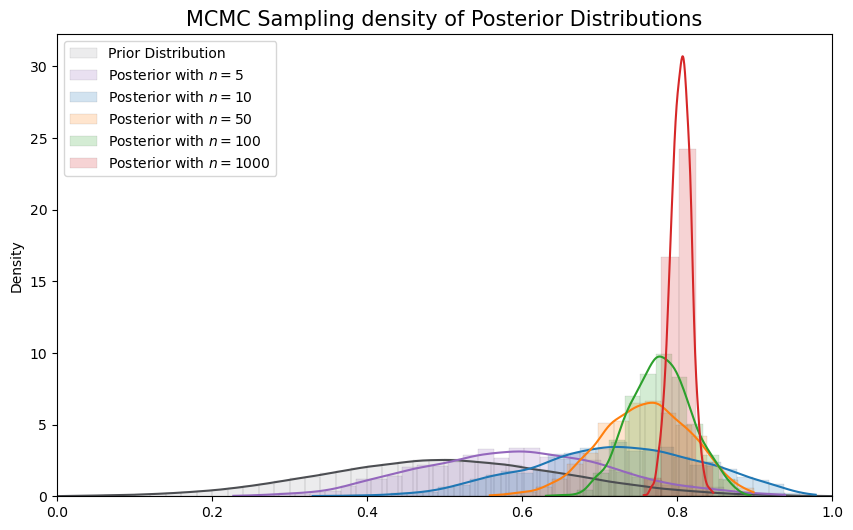 MCMC Sampling density of Posterior Distributions
Prior Distribution
Posterior with n = 5
Posterior with n = 10
Posterior with n = 50
Posterior with n = 100
Posterior with n = 1000
Density
30
25
20
15
10
5
0
0.0 0.2 0.4 0.6 0.8 1.0